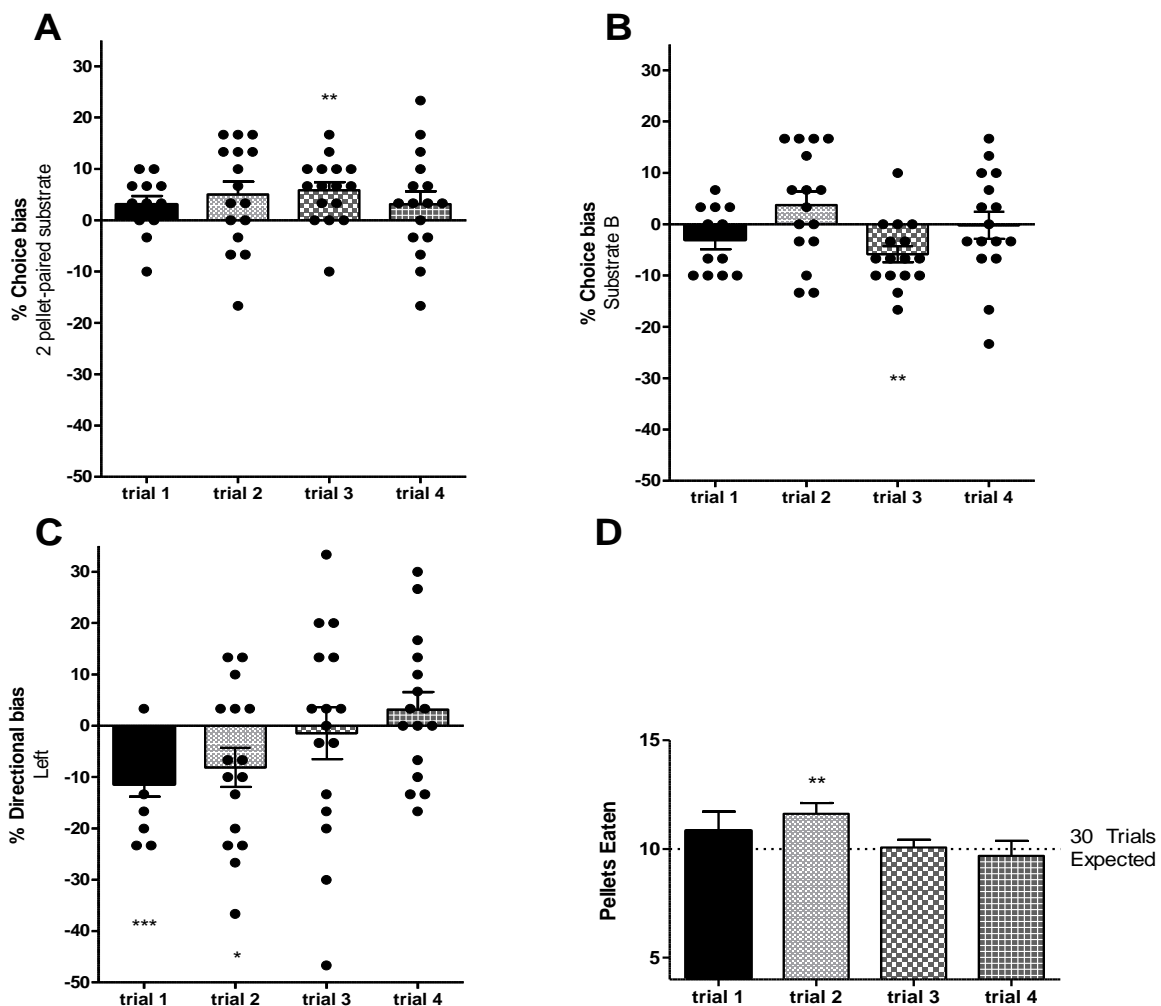 A
% Choice bias
2 pellet-paired substrate
30
20
10
0
-10
-20
-30
-40
-50
**
trial 1 trial 2 trial 3 trial 4
B
% Choice bias
Substrate B
30
20
10
0
-10
-20
-30
-40
-50
**
trial 1 trial 2 trial 3 trial 4
C
% Directional bias
Left
30
20
10
0
-10
-20
-30
-40
-50
***
*
trial 1 trial 2 trial 3 trial 4
D
Pellets Eaten
15
10
5
**
30 Trials
Expected
trial 1 trial 2 trial 3 trial 4